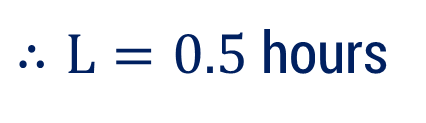 ∴ L = 0.5 hours